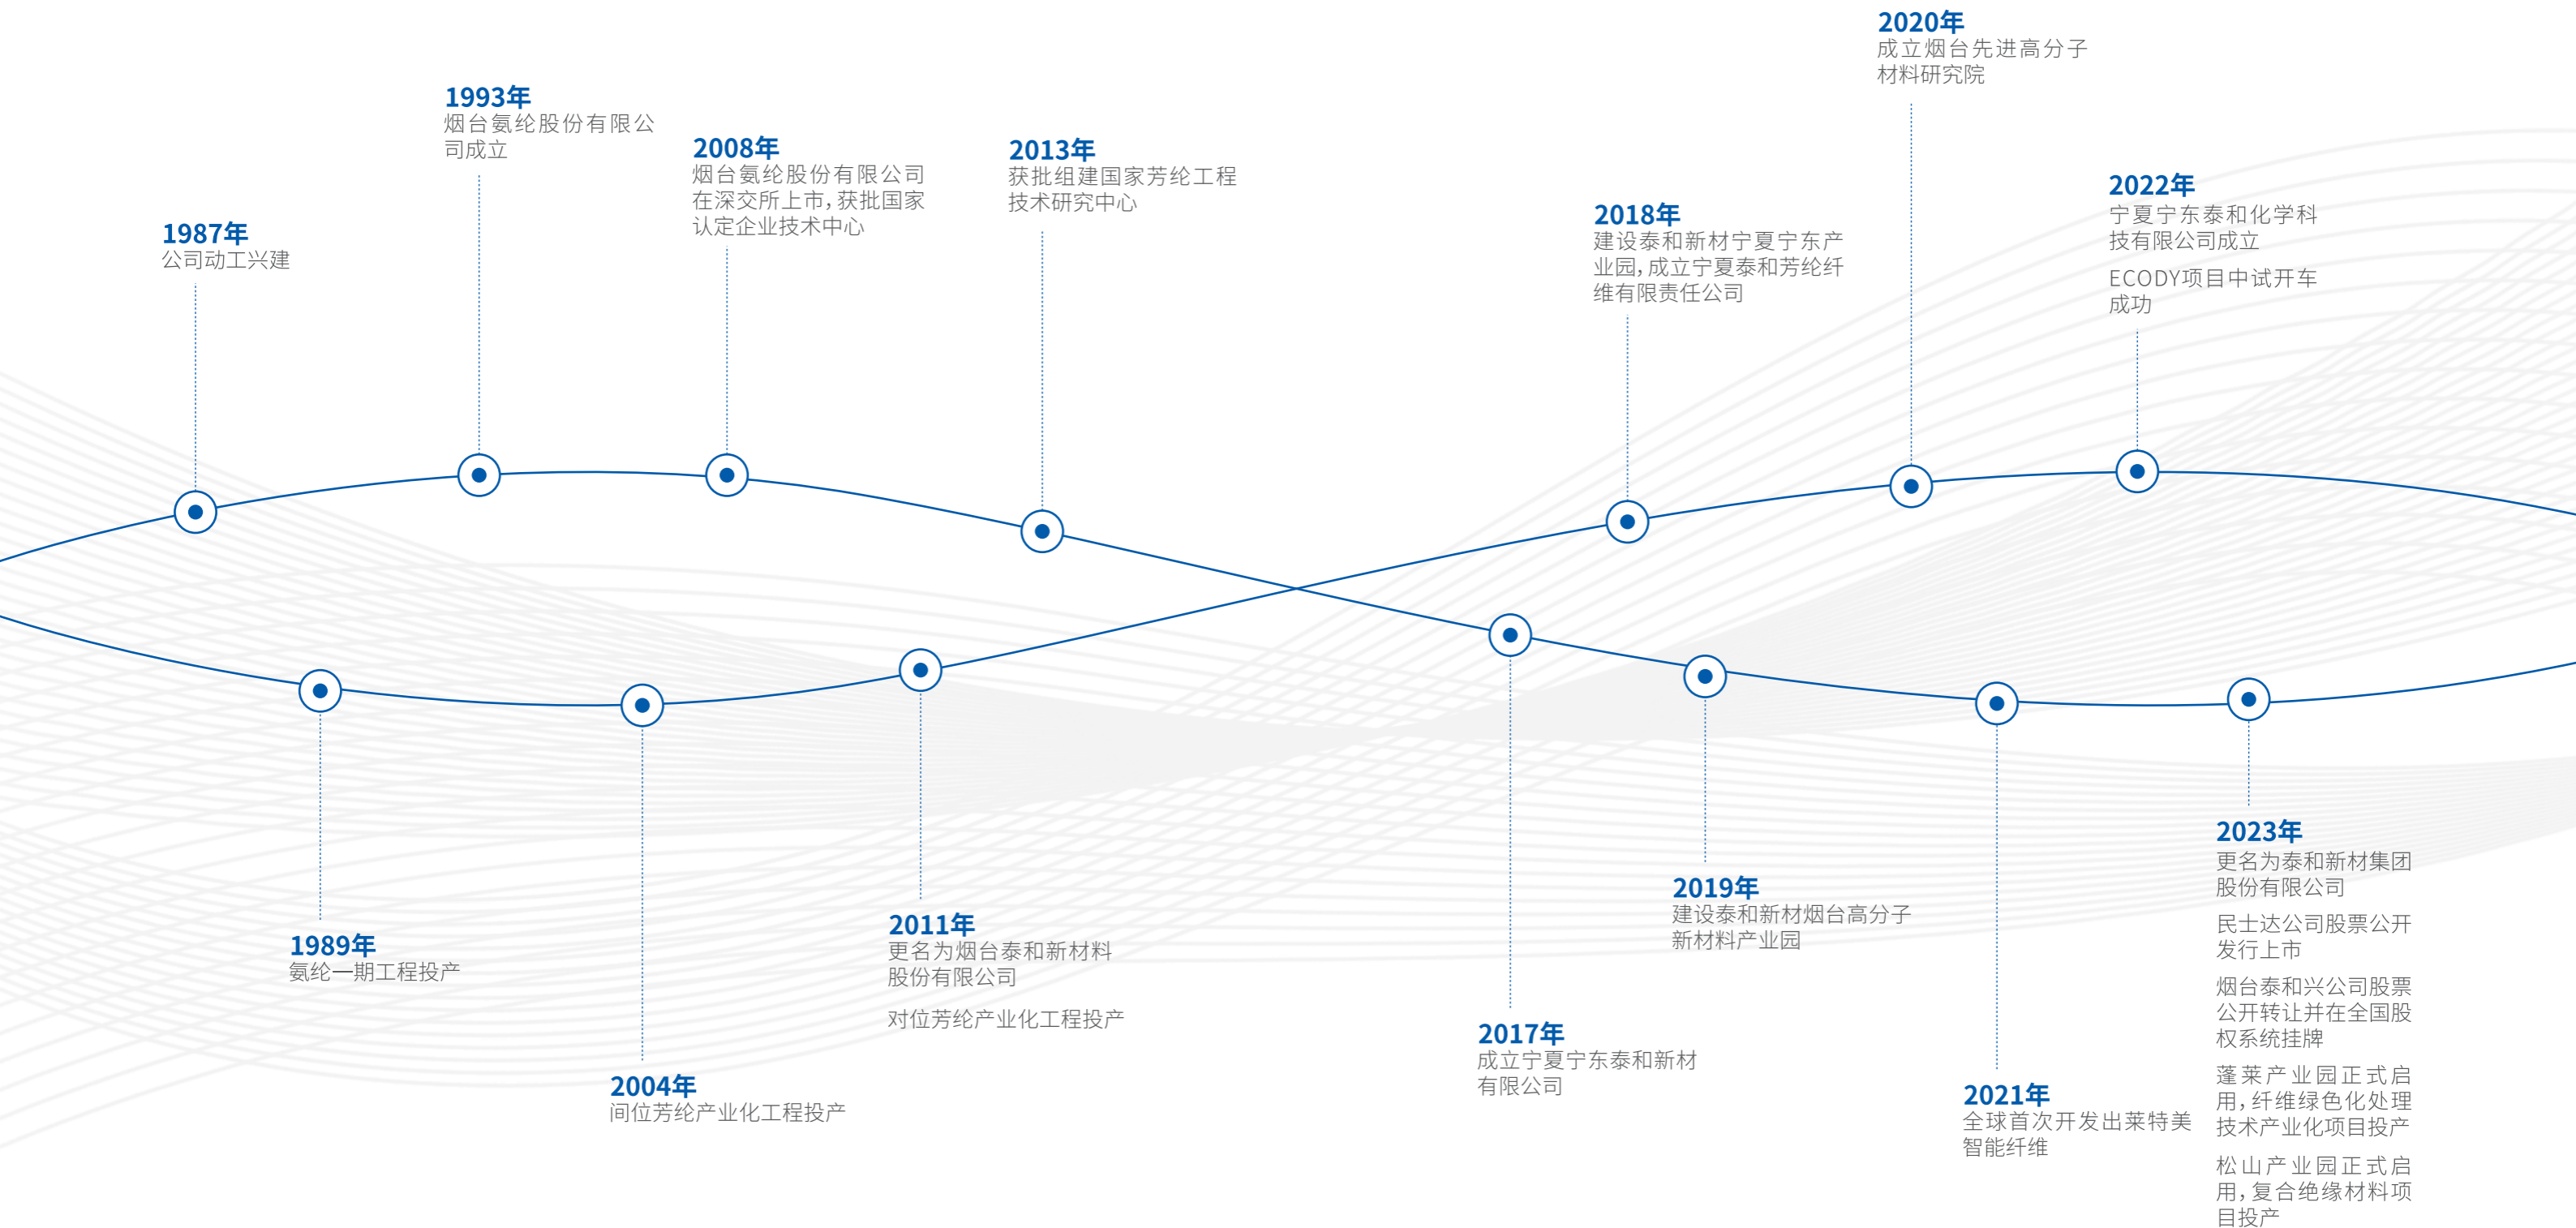 1987年
公司动工兴建
1989年
氨纶一期工程投产
1993年
烟台氨纶股份有限公
司成立
2004年
间位芳纶产业化工程投产
2008年
烟台氨纶股份有限公司
在深交所上市，获批国家
认定企业技术中心
2011年
更名为烟台泰和新材料
股份有限公司
对位芳纶产业化工程投产
2013年
获批组建国家芳纶工程
技术研究中心
2017年
成立宁夏宁东泰和新材
有限公司
2018年
建设泰和新材宁夏宁东产
业园，成立宁夏泰和芳纶纤
维有限责任公司
2019年
建设泰和新材烟台高分子
新材料产业园
2020年
成立烟台先进高分子
材料研究院
2021年
全球首次开发出莱特美
智能纤维
2022年
宁夏宁东泰和化学科
技有限公司成立
ECODY项目中试开车
成功
2023年
更名为泰和新材集团
股份有限公司
民士达公司股票公开
发行上市
烟台泰和兴公司股票
公开转让并在全国股
权系统挂牌
蓬莱产业园正式启
用，纤维绿色化处理
技术产业化项目投产
松山产业园正式启
用，复合绝缘材料项
目投产